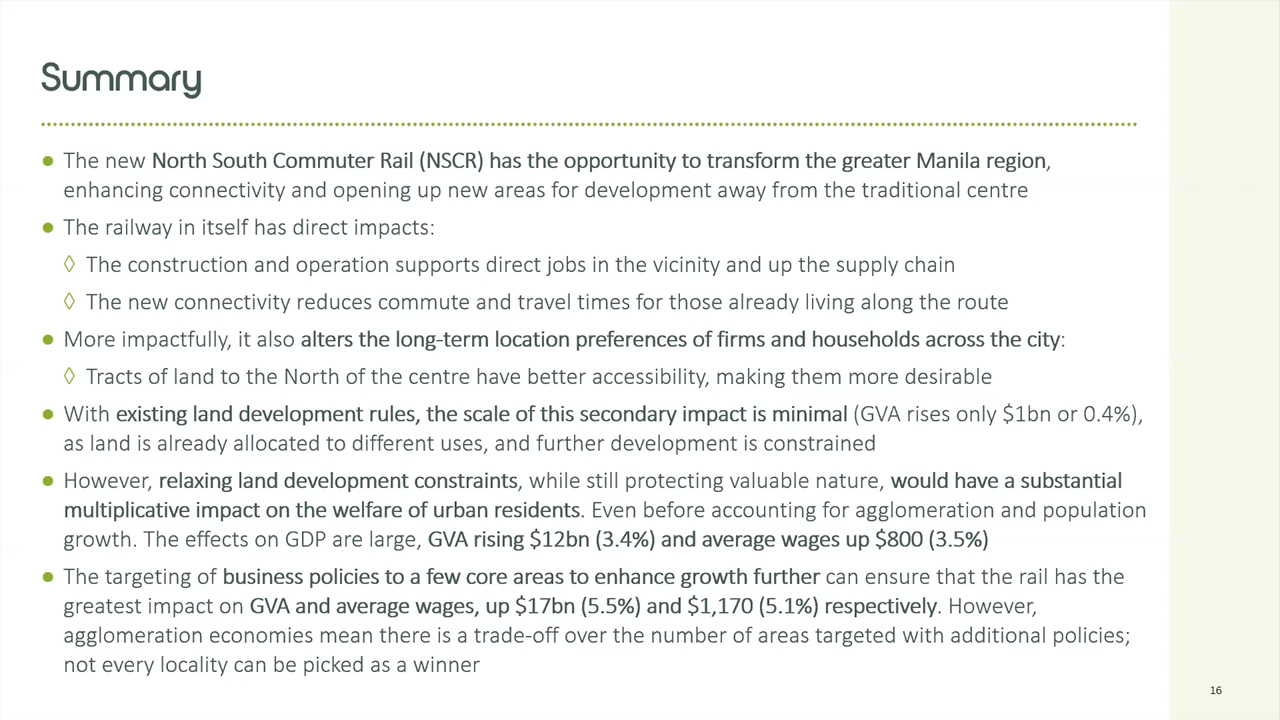 Summary
● The new North South Commuter Rail (NSCR) has the opportunity to transform the greater Manila region,
enhancing connectivity and opening up new areas for development away from the traditional centre
● The railway in itself has direct impacts:
◊ The construction and operation supports direct jobs in the vicinity and up the supply chain
◊ The new connectivity reduces commute and travel times for those already living along the route
● More impactfully, it also alters the long-term location preferences of firms and households across the city:
◊ Tracts of land to the North of the centre have better accessibility, making them more desirable
● With existing land development rules, the scale of this secondary impact is minimal (GVA rises only $1bn or 0.4%),
as land is already allocated to different uses, and further development is constrained
● However, relaxing land development constraints, while still protecting valuable nature, would have a substantial
multiplicative impact on the welfare of urban residents. Even before accounting for agglomeration and population
growth. The effects on GDP are large, GVA rising $12bn (3.4%) and average wages up $800 (3.5%)
● The targeting of business policies to a few core areas to enhance growth further can ensure that the rail has the
greatest impact on GVA and average wages, up $17bn (5.5%) and $1,170 (5.1%) respectively. However,
agglomeration economies mean there is a trade-off over the number of areas targeted with additional policies;
not every locality can be picked as a winner
16